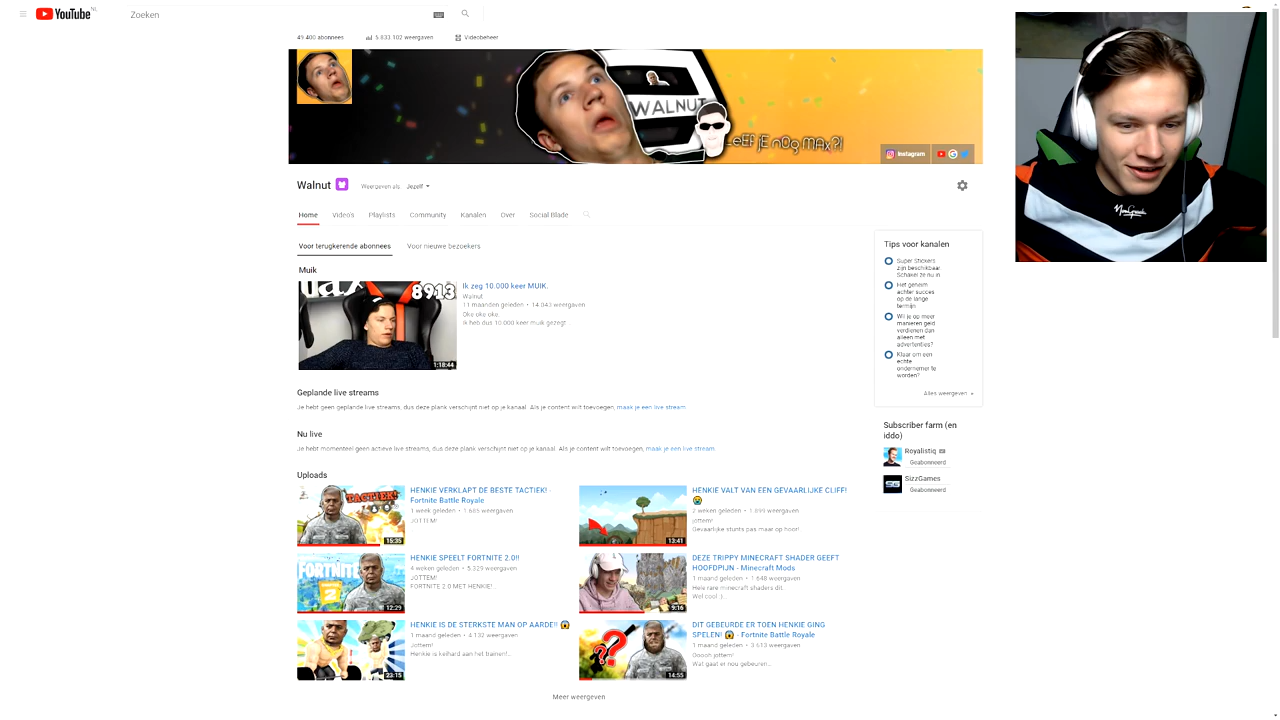 YouTube NL
Zoeken
49.400 abonnees
5.833.102 weergaven
Videobeheer
WALNUT
LeEf jE n0g mAx?!
Instagram
Walnut
Weergeven als: Jezelf
Home
Video's
Playlists
Community
Kanalen
Over
Social Blade
Voor terugkerende abonnees
Voor nieuwe bezoekers
Muik
8913
1:18:44
Ik zeg 10.000 keer MUIK.
Walnut
11 maanden geleden • 14.043 weergaven
Oke oke oke.
Ik heb dus 10.000 keer muik gezegt
Geplande live streams
Je hebt geen geplande live streams, dus deze plank verschijnt niet op je kanaal. Als je content wilt toevoegen, maak je een live stream.
Nu live
Je hebt momenteel geen actieve live streams, dus deze plank verschijnt niet op je kanaal. Als je content wilt toevoegen, maak je een live stream.
Uploads
TACTIEK!
15:35
HENKIE VERKLAPT DE BESTE TACTIEK! -
Fortnite Battle Royale
1 week geleden • 1.685 weergaven
JOTTEM!
13:41
HENKIE VALT VAN EEN GEVAARLIJKE CLIFF!
😭
2 weken geleden • 1.899 weergaven
Jottem!
Gevaarlijke stunts pas maar op hoor!
FORTNITE
2
12:29
HENKIE SPEELT FORTNITE 2.0!!
4 weken geleden • 5.329 weergaven
JOTTEM!
FORTNITE 2.0 MET HENKIE!...
9:16
DEZE TRIPPY MINECRAFT SHADER GEEFT
HOOFDPIJN - Minecraft Mods
1 maand geleden • 1.648 weergaven
Hele rare minecraft shaders dit.
Wel cool :)...
23:15
HENKIE IS DE STERKSTE MAN OP AARDE!! 😱
1 maand geleden • 4.132 weergaven
Jottem!
Henkie is keihard aan het trainen!...
??
14:55
DIT GEBEURDE ER TOEN HENKIE GING
SPELEN! 😱 - Fortnite Battle Royale
1 maand geleden • 3.613 weergaven
Ooooh jottem!
Wat gaat er nou gebeuren!...
Meer weergeven
Tips voor kanalen
Super Stickers
zijn beschikbaar.
Schakel ze nu in
Het geheim
achter succes
op de lange
termijn
Wil je op meer
manieren geld
verdienen dan
alleen met
advertenties?
Klaar om een
echte
ondernemer te
worden?
Alles weergeven »
Subscriber farm (en
iddo)
Royalistiq
Geabonneerd
SG
SizzGames
Geabonneerd